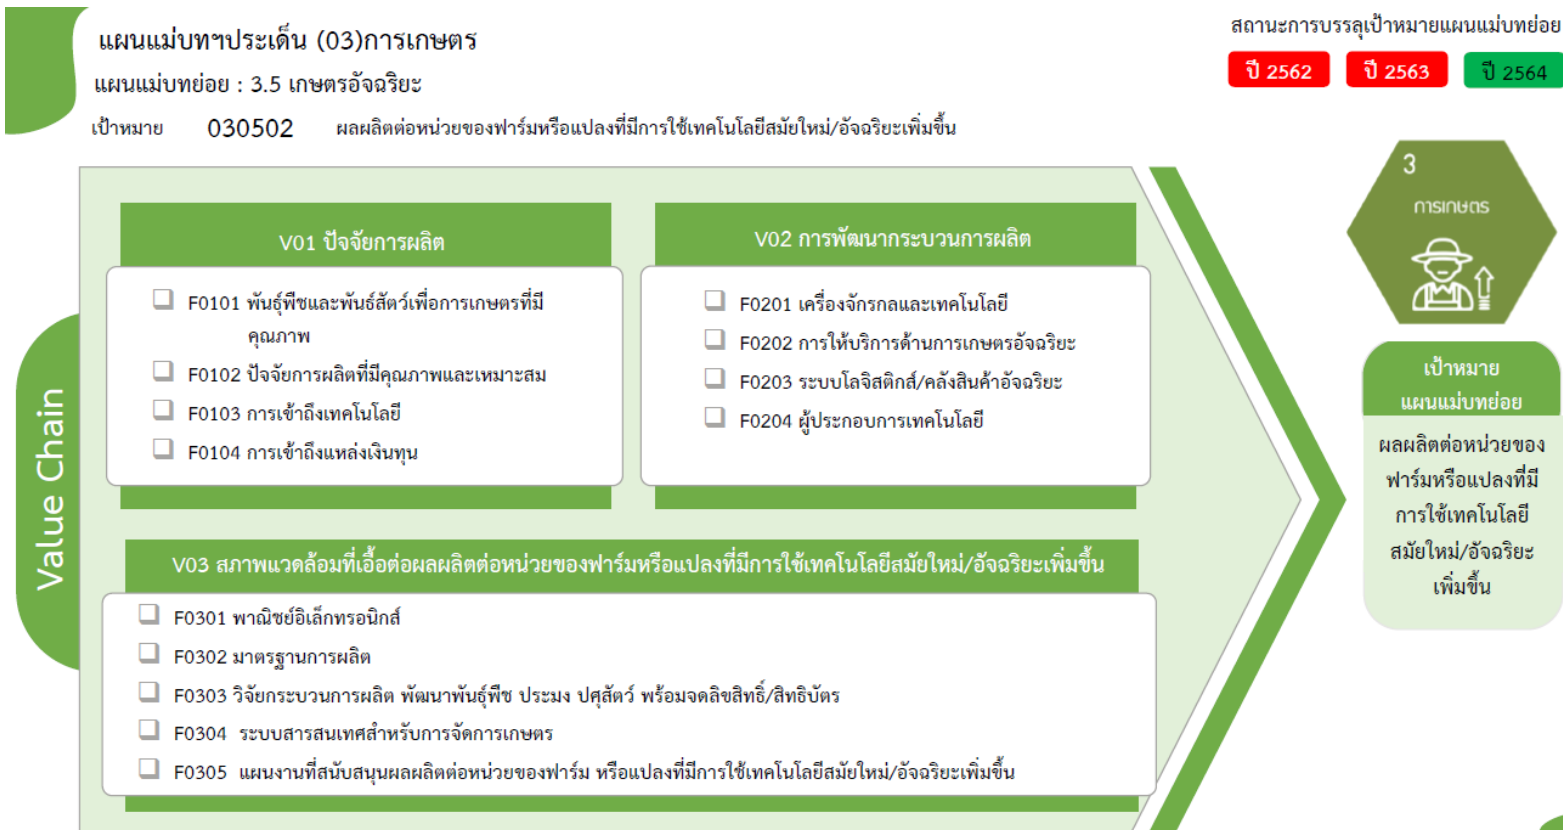 แผนแม่บทฯประเด็น (03)การเกษตร
แผนแม่บทย่อย : 3.5 เกษตรอัจฉริยะ
เป้าหมาย 030502 ผลผลิตต่อหน่วยของฟาร์มหรือแปลงที่มีการใช้เทคโนโลยีสมัยใหม่/อัจฉริยะเพิ่มขึ้น
สถานะการบรรลุเป้าหมายแผนแม่บทย่อย
ปี 2562 ปี 2563 ปี 2564
Value Chain
V01 ปัจจัยการผลิต
F0101 พันธุ์พืชและพันธ์สัตว์เพื่อการเกษตรที่มี
คุณภาพ
F0102 ปัจจัยการผลิตที่มีคุณภาพและเหมาะสม
F0103 การเข้าถึงเทคโนโลยี
F0104 การเข้าถึงแหล่งเงินทุน
V02 การพัฒนากระบวนการผลิต
F0201 เครื่องจักรกลและเทคโนโลยี
F0202 การให้บริการด้านการเกษตรอัจฉริยะ
F0203 ระบบโลจิสติกส์/คลังสินค้าอัจฉริยะ
F0204 ผู้ประกอบการเทคโนโลยี
V03 สภาพแวดล้อมที่เอื้อต่อผลผลิตต่อหน่วยของฟาร์มหรือแปลงที่มีการใช้เทคโนโลยีสมัยใหม่/อัจฉริยะเพิ่มขึ้น
F0301 พาณิชย์อิเล็กทรอนิกส์
F0302 มาตรฐานการผลิต
F0303 วิจัยกระบวนการผลิต พัฒนาพันธุ์พืช ประมง ปศุสัตว์ พร้อมจดลิขสิทธิ์/สิทธิบัตร
F0304 ระบบสารสนเทศสำหรับการจัดการเกษตร
F0305 แผนงานที่สนับสนุนผลผลิตต่อหน่วยของฟาร์ม หรือแปลงที่มีการใช้เทคโนโลยีสมัยใหม่/อัจฉริยะเพิ่มขึ้น
3
การเกษตร
เป้าหมาย
แผนแม่บทย่อย
ผลผลิตต่อหน่วยของ
ฟาร์มหรือแปลงที่มี
การใช้เทคโนโลยี
สมัยใหม่/อัจฉริยะ
เพิ่มขึ้น